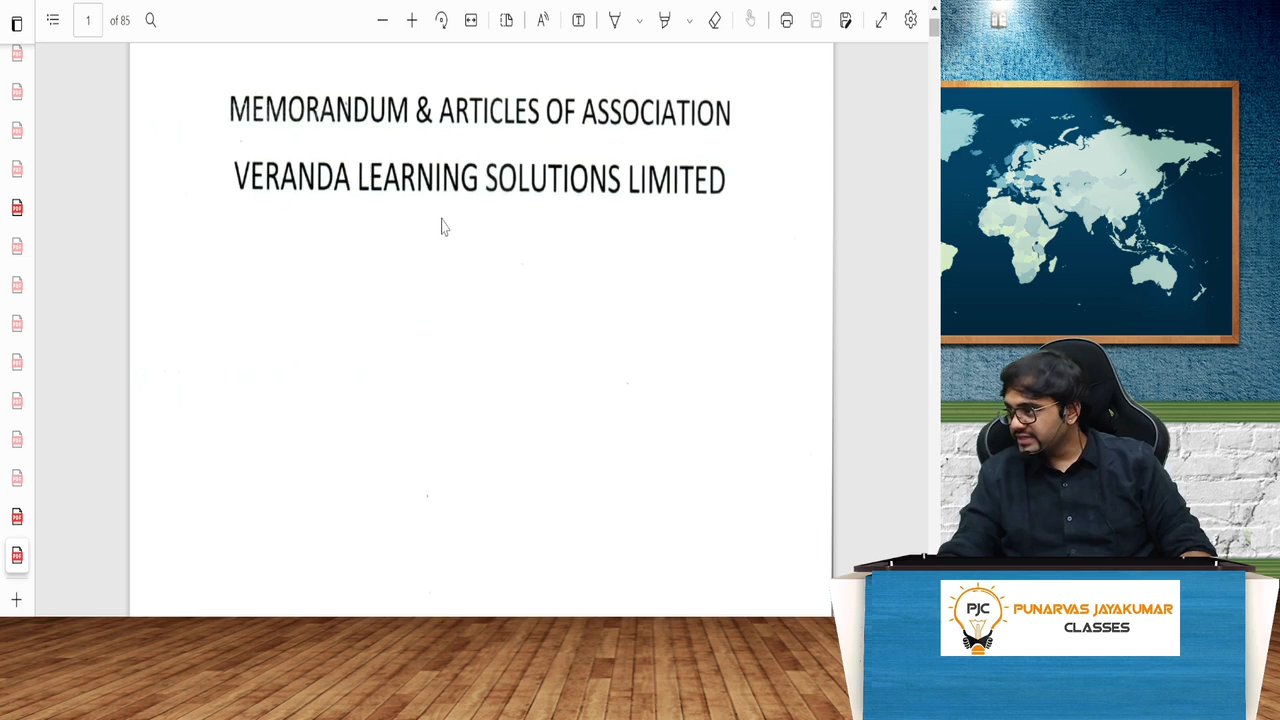 1 of 85
MEMORANDUM & ARTICLES OF ASSOCIATION
VERANDA LEARNING SOLUTIONS LIMITED
PJC
PUNARVAS JAYAKUMAR
CLASSES